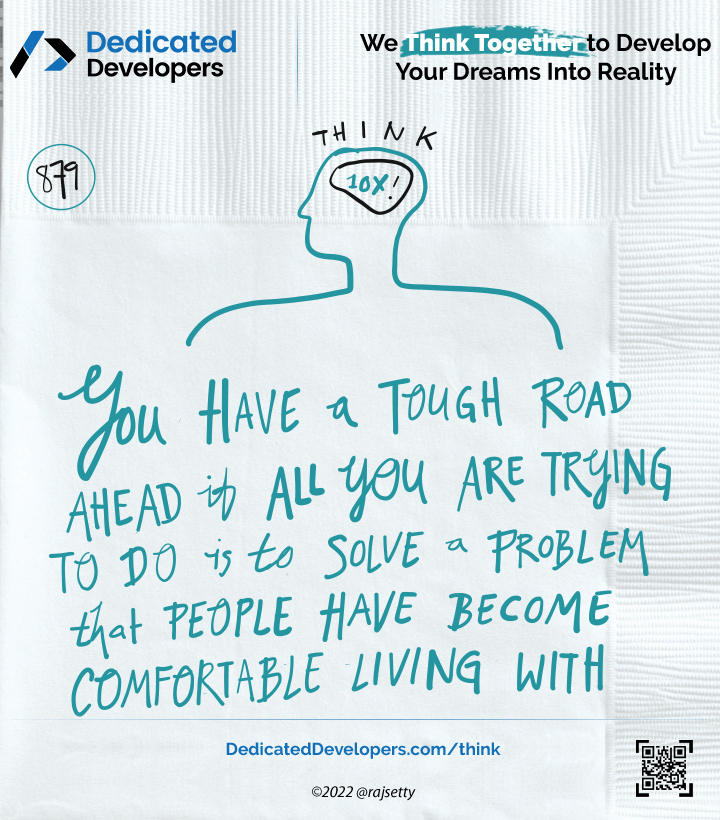 Dedicated
Developers
We Think Together to Develop
Your Dreams Into Reality
THINK
879
10X!
You HAVE a TOUGH ROAD
AHEAD if ALL YOU ARE TRYING
TO DO is to SOLVE a PROBLEM
that PEOPLE HAVE BECOME
COMFORTABLE LIVING WITH
DedicatedDevelopers.com/think
©2022 @rajsetty